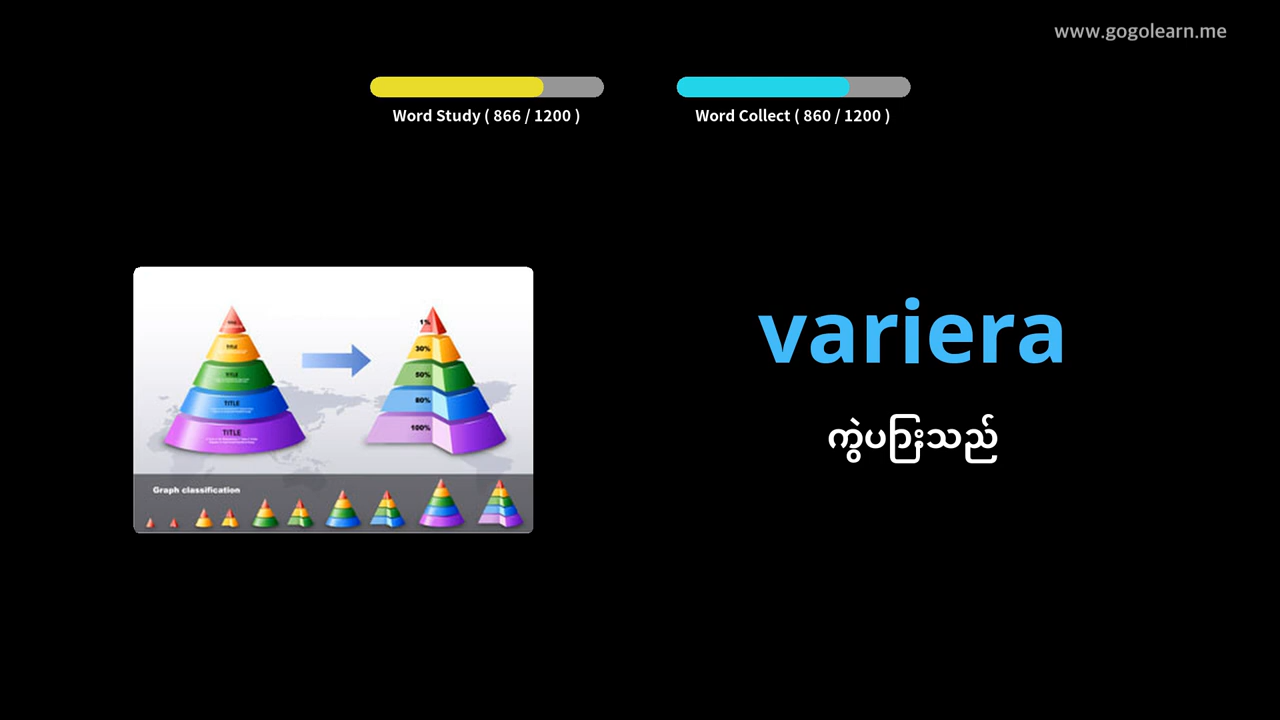 www.gogolearn.me
Word Study ( 866 / 1200 )
Word Collect ( 860 / 1200 )
variera
ကွဲပြားသည်
TITLE
TITLE
TITLE
TITLE
1%
30%
50%
80%
100%
Graph classification